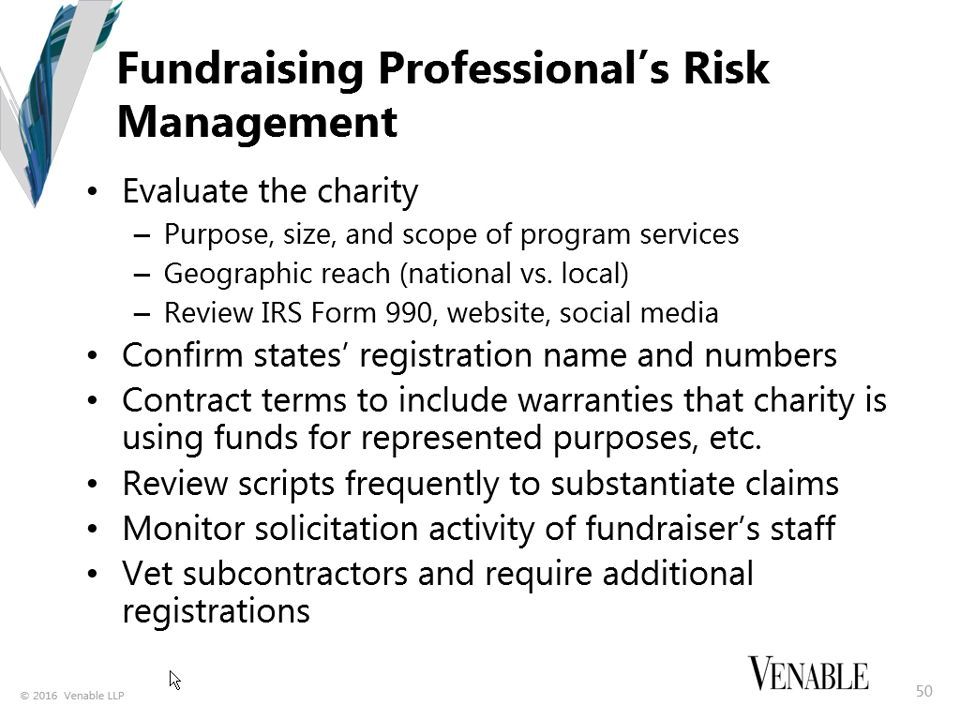 Fundraising Professional's Risk
Management
• Evaluate the charity
– Purpose, size, and scope of program services
– Geographic reach (national vs. local)
– Review IRS Form 990, website, social media
• Confirm states' registration name and numbers
• Contract terms to include warranties that charity is
using funds for represented purposes, etc.
• Review scripts frequently to substantiate claims
• Monitor solicitation activity of fundraiser's staff
• Vet subcontractors and require additional
registrations
© 2016 Venable LLP
VENABLE
50